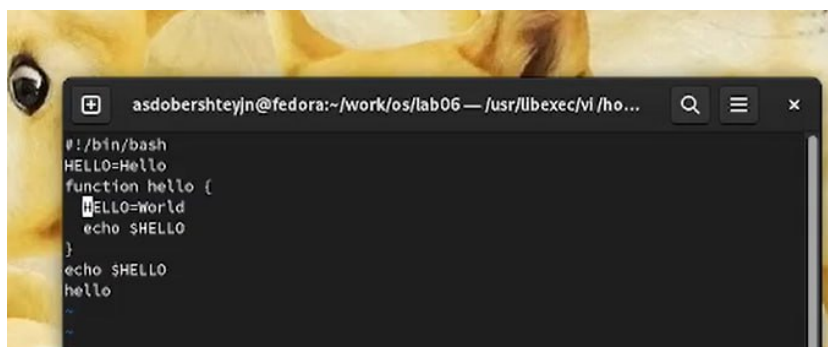 asdobershteyjn@fedora:~/work/os/lab06 — /usr/libexec/vi /ho...
#!/bin/bash
HELLO=Hello
function hello {
  HELLO=World
  echo $HELLO
}
echo $HELLO
hello
~
~